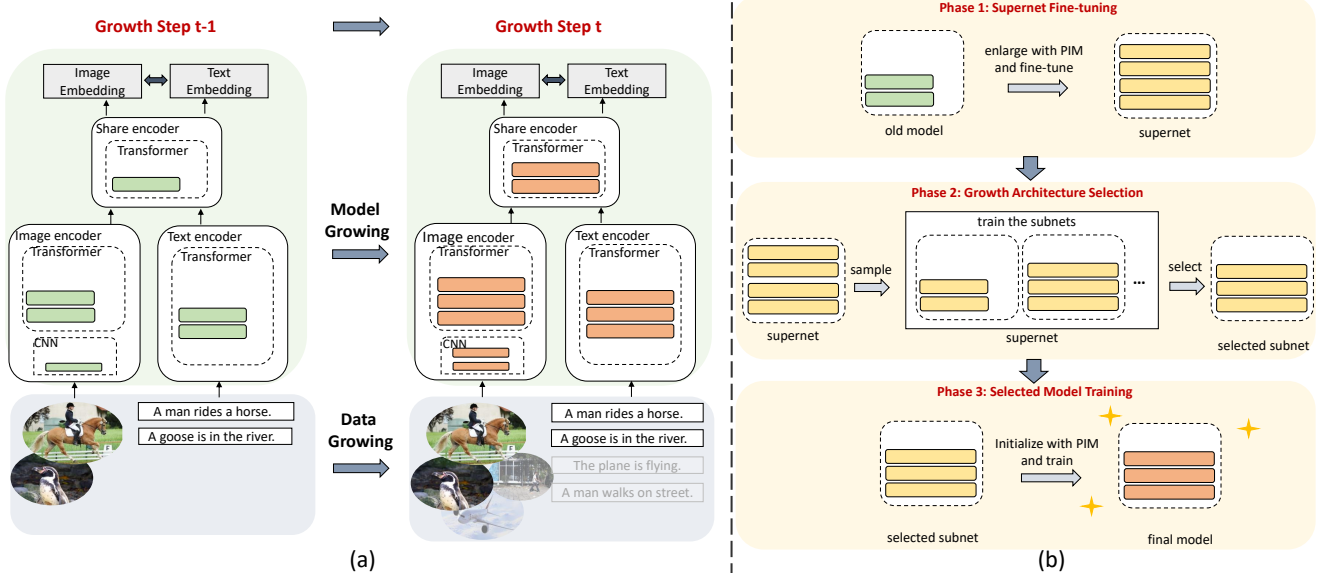 Growth Step t-1
Growth Step t
Image
Embedding
Text
Embedding
Share encoder
Transformer
Image encoder
Transformer
CNN
Text encoder
Transformer
A man rides a horse.
A goose is in the river.
Model
Growing
Data
Growing
Image
Embedding
Text
Embedding
Share encoder
Transformer
Image encoder
Transformer
CNN
Text encoder
Transformer
A man rides a horse.
A goose is in the river.
The plane is flying.
A man walks on street.
(a)
Phase 1: Supernet Fine-tuning
old model
enlarge with PIM
and fine-tune
supernet
Phase 2: Growth Architecture Selection
supernet
sample
train the subnets
...
supernet
select
selected subnet
Phase 3: Selected Model Training
selected subnet
Initialize with PIM
and train
final model
(b)